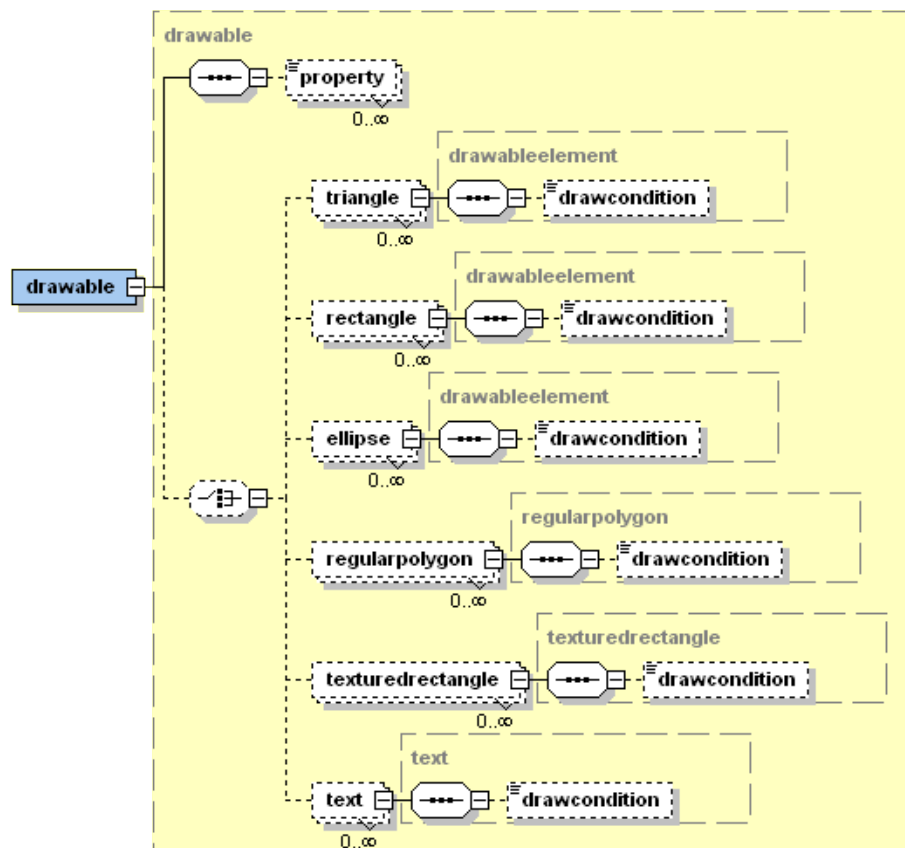 drawable
property
0..∞
drawableelement
triangle
drawcondition
0..∞
drawable
drawableelement
rectangle
drawcondition
0..∞
drawableelement
ellipse
drawcondition
0..∞
regularpolygon
regularpolygon
drawcondition
0..∞
texturedrectangle
texturedrectangle
drawcondition
0..∞
text
text
drawcondition
0..∞